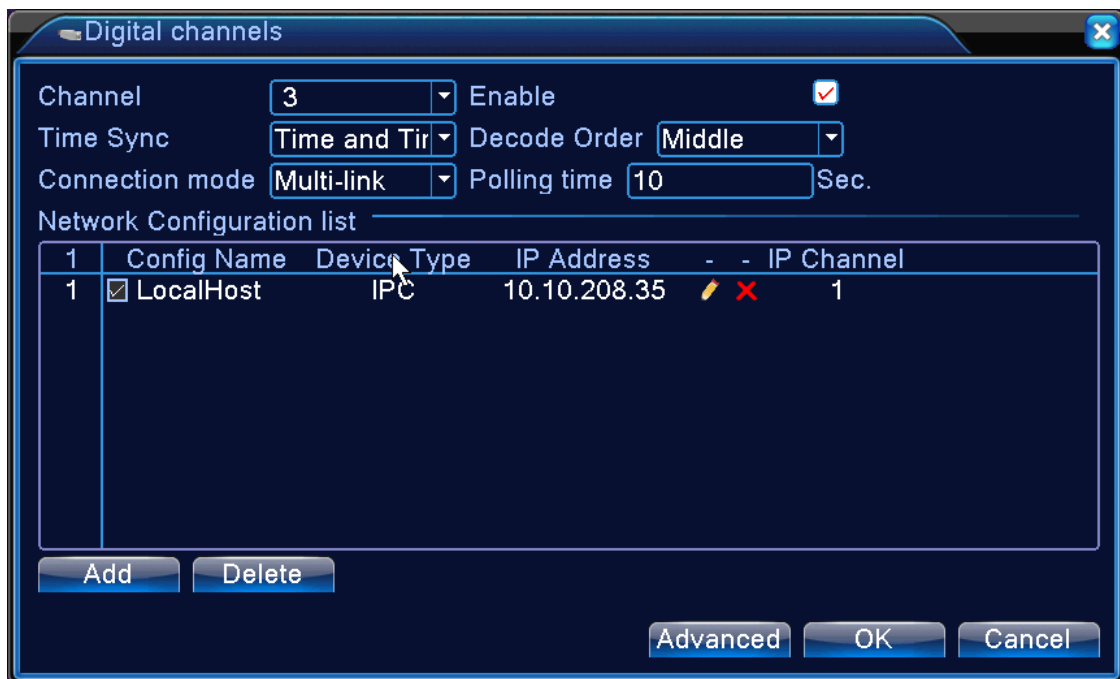 Digital channels
Channel 3 Enable
Time Sync Time and Tir Decode Order Middle
Connection mode Multi-link Polling time 10 Sec.
Network Configuration list
1 Config Name Device Type IP Address - - IP Channel
1 LocalHost IPC 10.10.208.35 1
Add Delete
Advanced OK Cancel